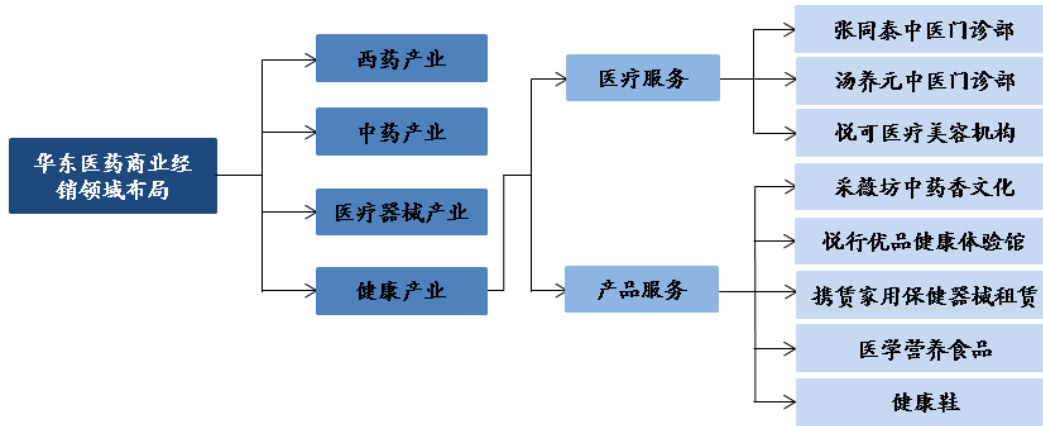 华东医药商业经
销领域布局
西药产业
中药产业
医疗器械产业
健康产业
医疗服务
产品服务
张同泰中医门诊部
汤养元中医门诊部
悦可医疗美容机构
采薇坊中药香文化
悦行优品健康体验馆
携赁家用保健器械租赁
医学营养食品
健康鞋